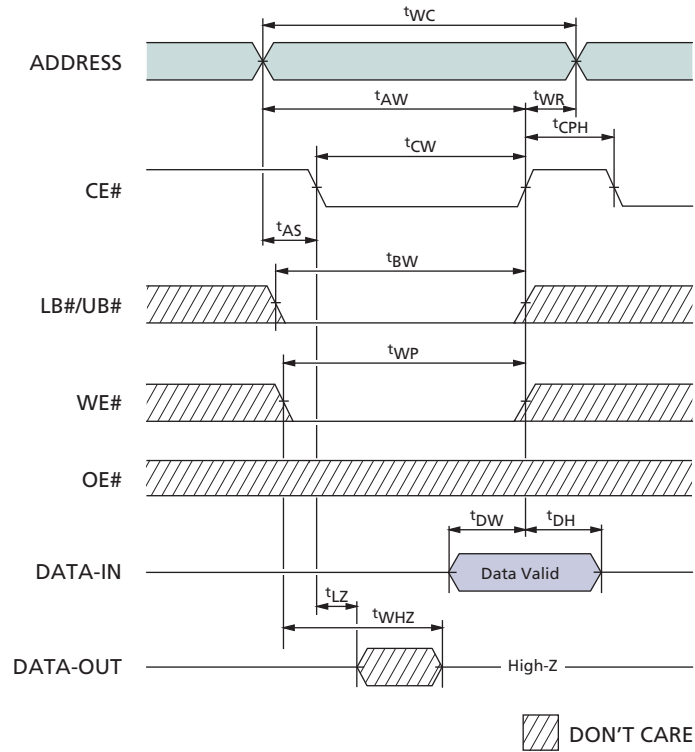 tWC
ADDRESS
tAW
tWR
tCPH
tCW
CE#
tAS
tBW
LB#/UB#
tWP
WE#
OE#
tDW
tDH
DATA-IN
Data Valid
tLZ
tWHZ
DATA-OUT
High-Z
DON'T CARE